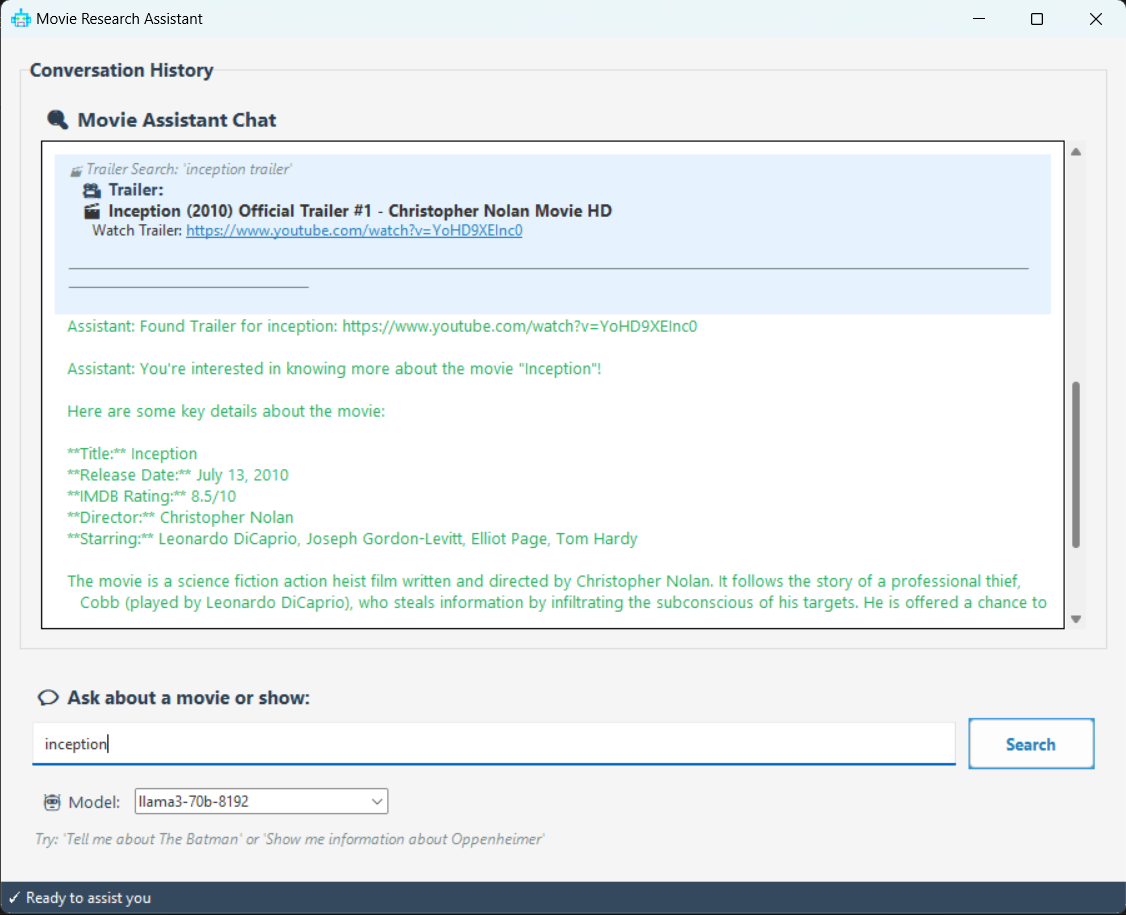 Movie Research Assistant
Conversation History
Movie Assistant Chat
Trailer Search: 'inception trailer'
Trailer:
Inception (2010) Official Trailer #1 - Christopher Nolan Movie HD
Watch Trailer: https://www.youtube.com/watch?v=YoHD9XEInc0
Assistant: Found Trailer for inception: https://www.youtube.com/watch?v=YoHD9XEInc0
Assistant: You're interested in knowing more about the movie "Inception"!
Here are some key details about the movie:
**Title:** Inception
**Release Date:** July 13, 2010
**IMDB Rating:** 8.5/10
**Director:** Christopher Nolan
**Starring:** Leonardo DiCaprio, Joseph Gordon-Levitt, Elliot Page, Tom Hardy
The movie is a science fiction action heist film written and directed by Christopher Nolan. It follows the story of a professional thief,
Cobb (played by Leonardo DiCaprio), who steals information by infiltrating the subconscious of his targets. He is offered a chance to
Ask about a movie or show:
inception
Search
Model: llama3-70b-8192
Try: 'Tell me about The Batman' or 'Show me information about Oppenheimer'
✓ Ready to assist you